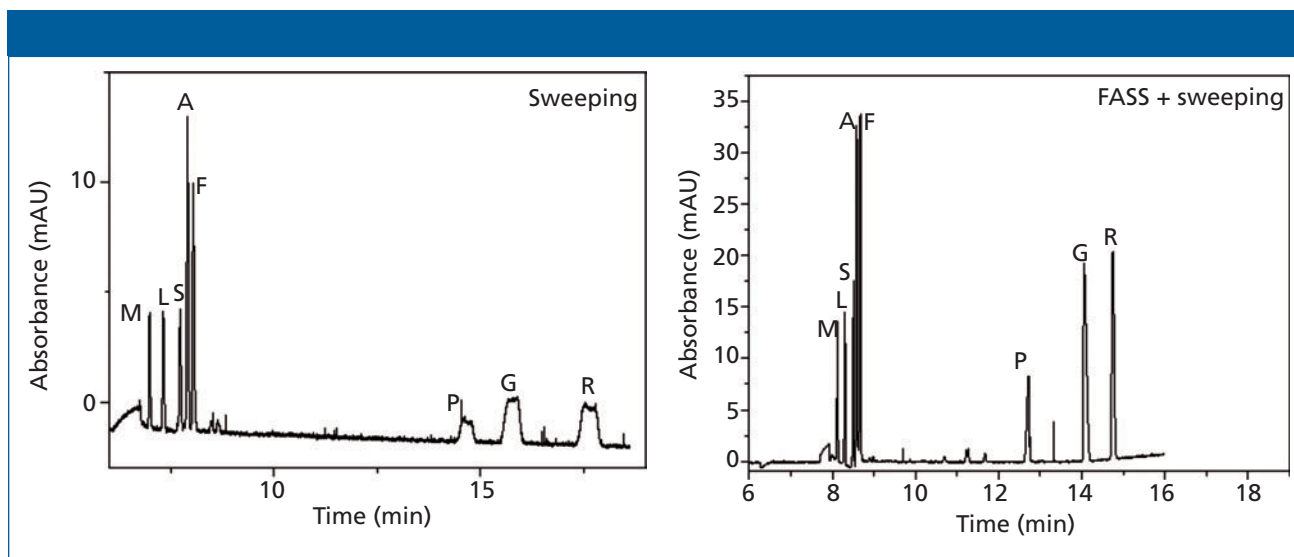 Sweeping
A
10
F
M
L
S
0
P
G
R
10
15
Absorbance (mAU)
Time (min)
FASS + sweeping
35
30
25
20
15
10
5
0
A
F
S
L
M
P
G
R
6
8
10
12
14
16
18
Absorbance (mAU)
Time (min)